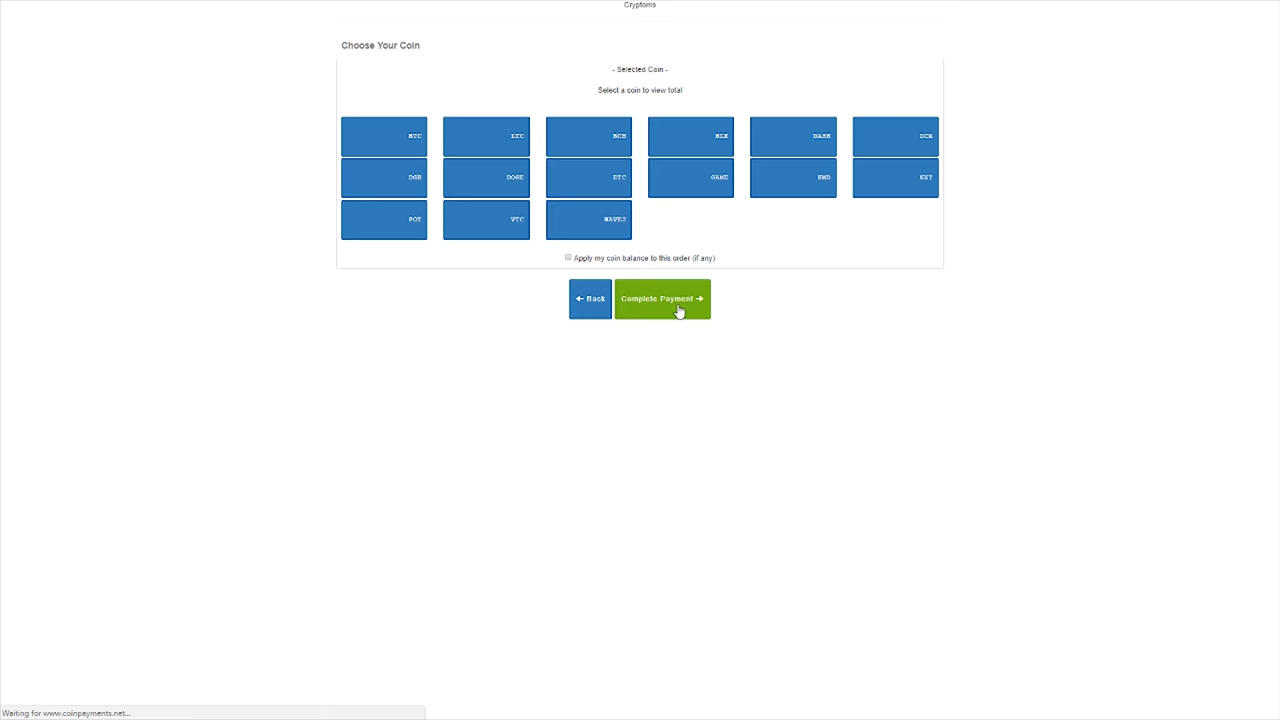 Cryptoms
Choose Your Coin
- Selected Coin -
Select a coin to view total
BTC LTC BCH BLK DASH DCR
DGB DOGE ETC GAME KMD NXT
POT VTC WAVES
Apply my coin balance to this order (if any)
Back Complete Payment
Waiting for www.coinpayments.net...